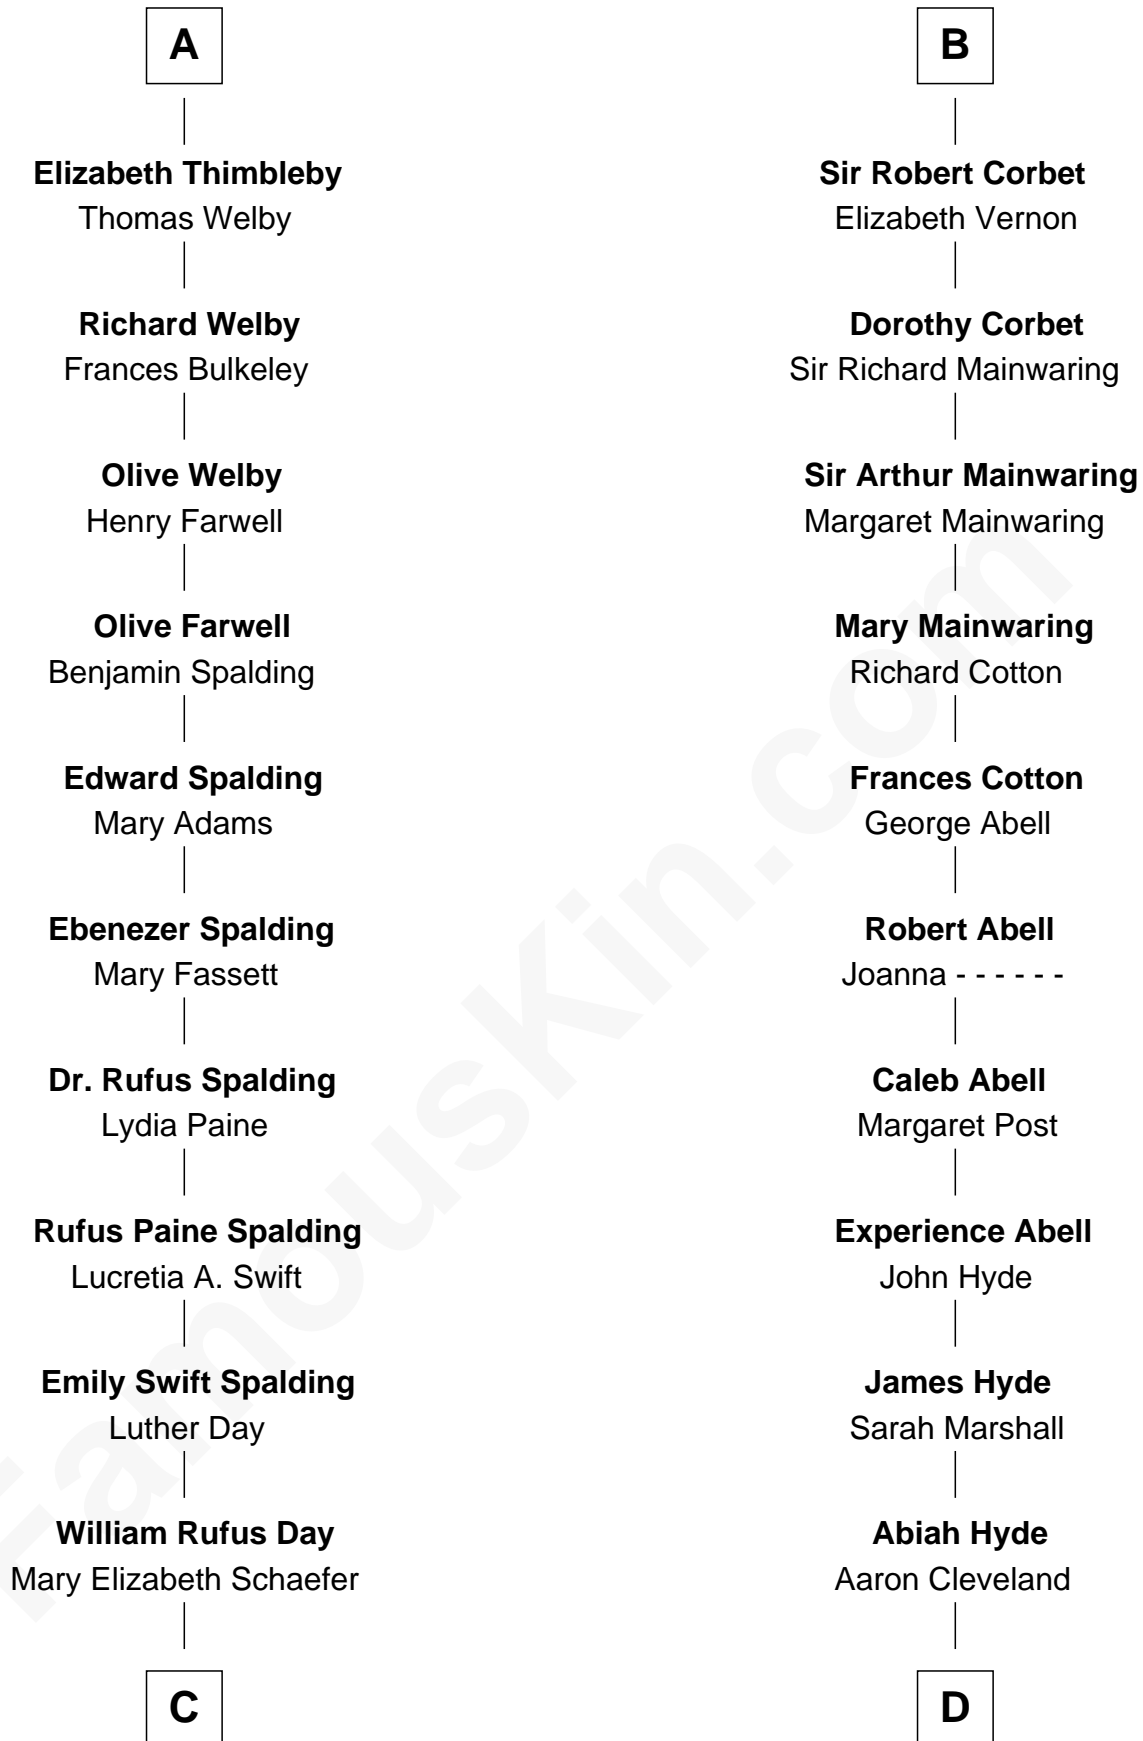 A
Elizabeth Thimbleby
Thomas Welby
Richard Welby
Frances Bulkeley
Olive Welby
Henry Farwell
Olive Farwell
Benjamin Spalding
Edward Spalding
Mary Adams
Ebenezer Spalding
Mary Fassett
Dr. Rufus Spalding
Lydia Paine
Rufus Paine Spalding
Lucretia A. Swift
Emily Swift Spalding
Luther Day
William Rufus Day
Mary Elizabeth Schaefer
C
B
Sir Robert Corbet
Elizabeth Vernon
Dorothy Corbet
Sir Richard Mainwaring
Sir Arthur Mainwaring
Margaret Mainwaring
Mary Mainwaring
Richard Cotton
Frances Cotton
George Abell
Robert Abell
Joanna - - - - - -
Caleb Abell
Margaret Post
Experience Abell
John Hyde
James Hyde
Sarah Marshall
Abiah Hyde
Aaron Cleveland
D
FamousKin.com